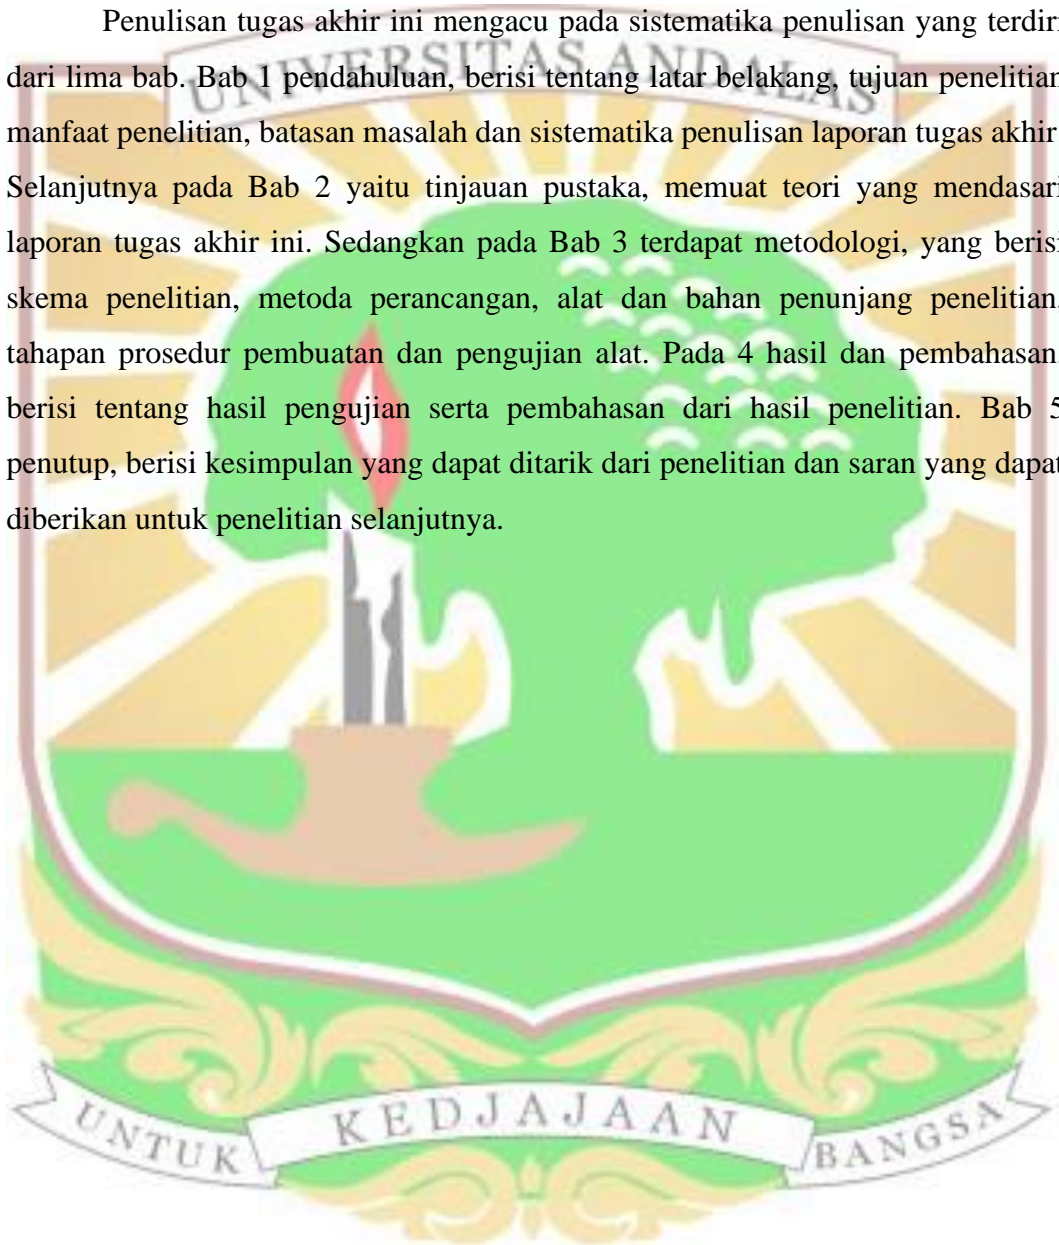 Penulisan tugas akhir ini mengacu pada sistematika penulisan yang terdiri
UNIVERSITAS ANDALAS
dari lima bab. Bab 1 pendahuluan, berisi tentang latar belakang, tujuan penelitian
manfaat penelitian, batasan masalah dan sistematika penulisan laporan tugas akhir
Selanjutnya pada Bab 2 yaitu tinjauan pustaka, memuat teori yang mendasari
laporan tugas akhir ini. Sedangkan pada Bab 3 terdapat metodologi, yang berisi
skema penelitian, metoda perancangan, alat dan bahan penunjang penelitian,
tahapan prosedur pembuatan dan pengujian alat. Pada 4 hasil dan pembahasan,
berisi tentang hasil pengujian serta pembahasan dari hasil penelitian. Bab 5
penutup, berisi kesimpulan yang dapat ditarik dari penelitian dan saran yang dapat
diberikan untuk penelitian selanjutnya.
UNTUK KEDJAJAAN BANGSA